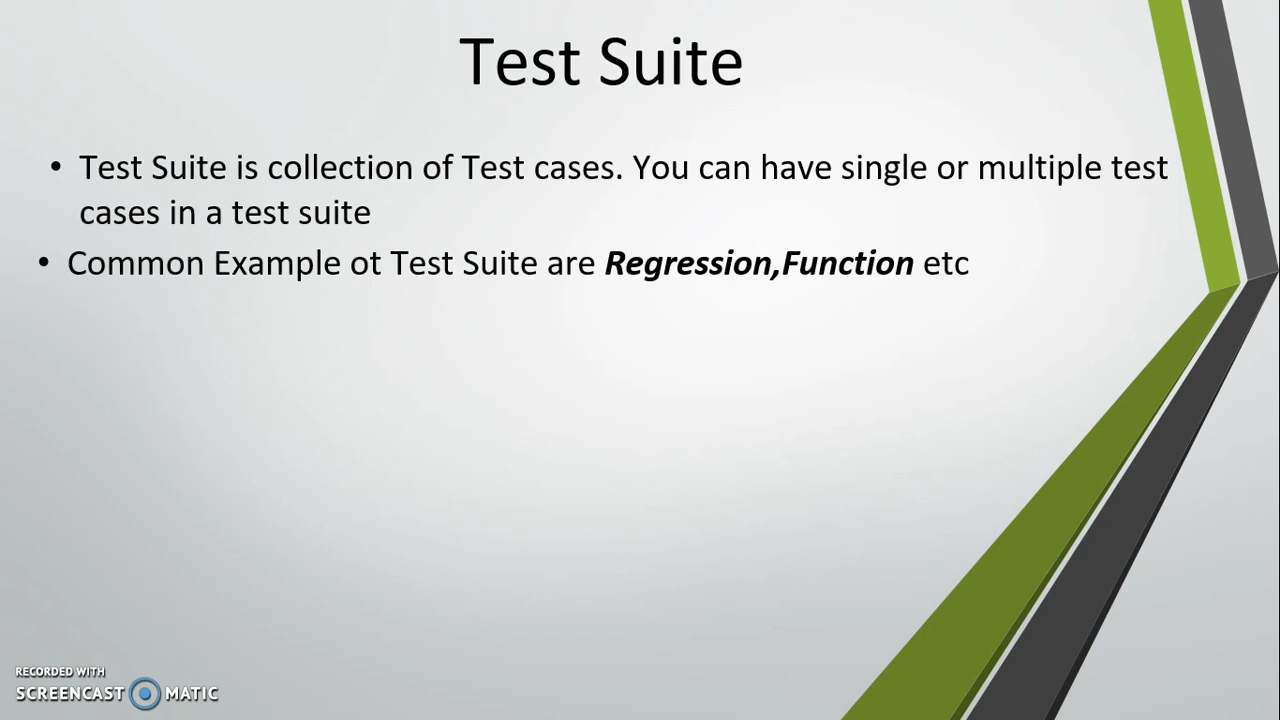 Test Suite
• Test Suite is collection of Test cases. You can have single or multiple test
cases in a test suite
• Common Example ot Test Suite are Regression,Function etc
RECORDED WITH
SCREENCAST MATIC